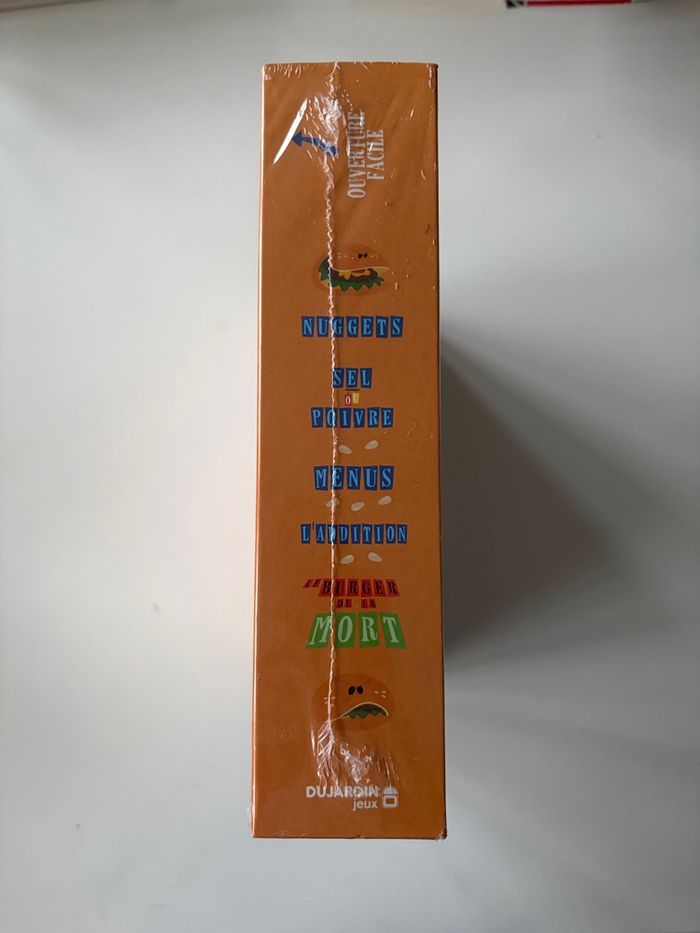 OUVERTURE
FACILE
NUGGETS
SEL
OU
POIVRE
MENUS
L'ADDITION
LE BURGER
DE LA
MORT
DUJARDIN
jeux